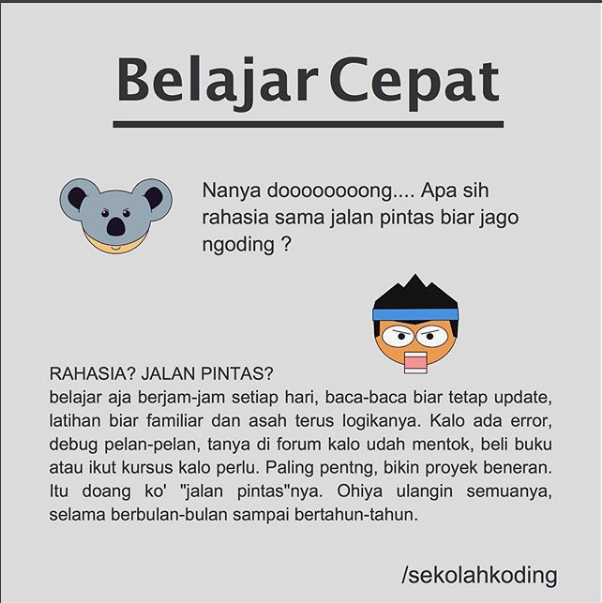 Belajar Cepat
Nanya dooooooooong.... Apa sih
rahasia sama jalan pintas biar jago
ngoding ?
RAHASIA? JALAN PINTAS?
belajar aja berjam-jam setiap hari, baca-baca biar tetap update,
latihan biar familiar dan asah terus logikanya. Kalo ada error,
debug pelan-pelan, tanya di forum kalo udah mentok, beli buku
atau ikut kursus kalo perlu. Paling pentng, bikin proyek beneran.
Itu doang ko' "jalan pintas"nya. Ohiya ulangin semuanya,
selama berbulan-bulan sampai bertahun-tahun.
/sekolahkoding